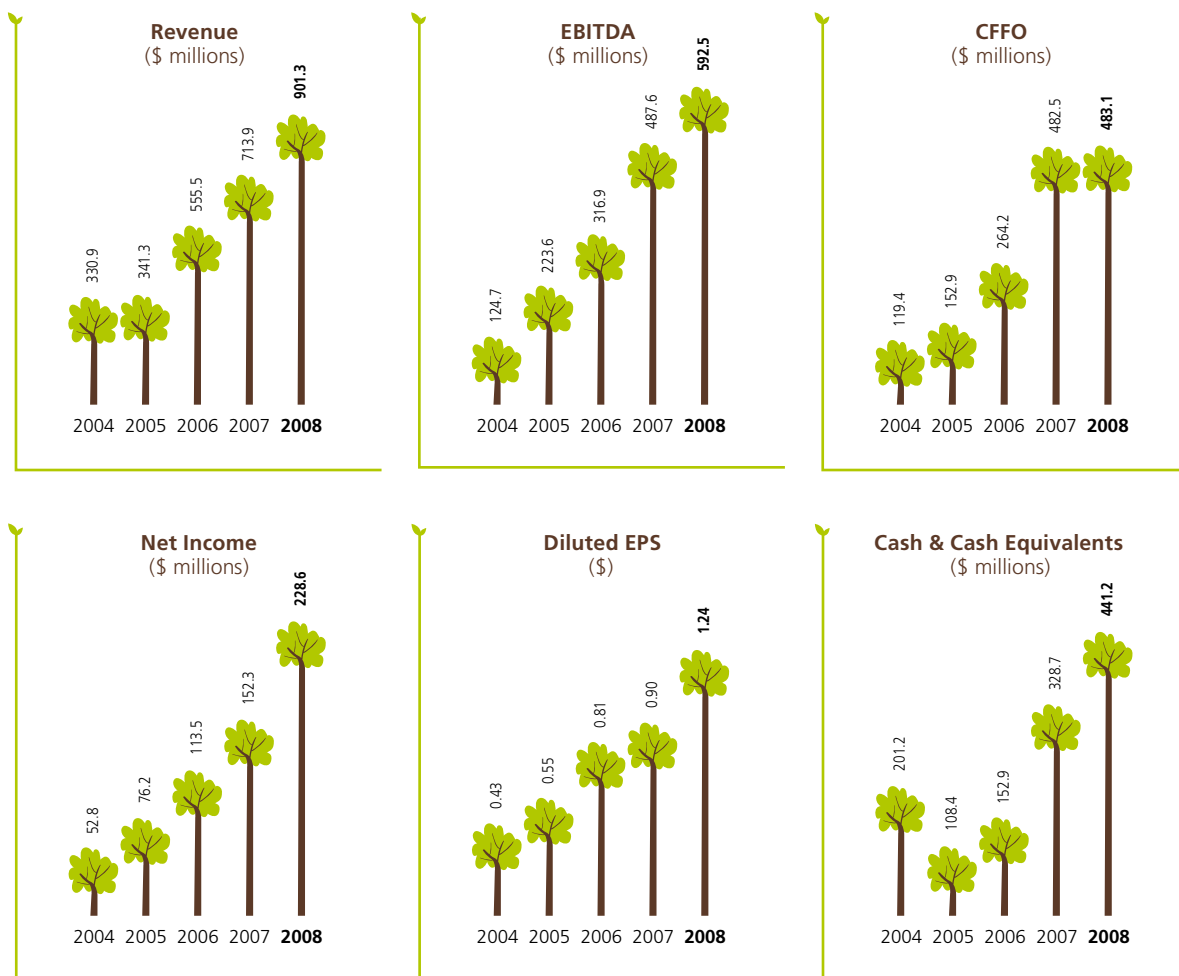 Revenue
($ millions)
330.9
341.3
555.5
713.9
901.3
2004 2005 2006 2007 2008
EBITDA
($ millions)
124.7
223.6
316.9
487.6
592.5
2004 2005 2006 2007 2008
CFFO
($ millions)
119.4
152.9
264.2
482.5
483.1
2004 2005 2006 2007 2008
Net Income
($ millions)
52.8
76.2
113.5
152.3
228.6
2004 2005 2006 2007 2008
Diluted EPS
($)
0.43
0.55
0.81
0.90
1.24
2004 2005 2006 2007 2008
Cash & Cash Equivalents
($ millions)
201.2
108.4
152.9
328.7
441.2
2004 2005 2006 2007 2008